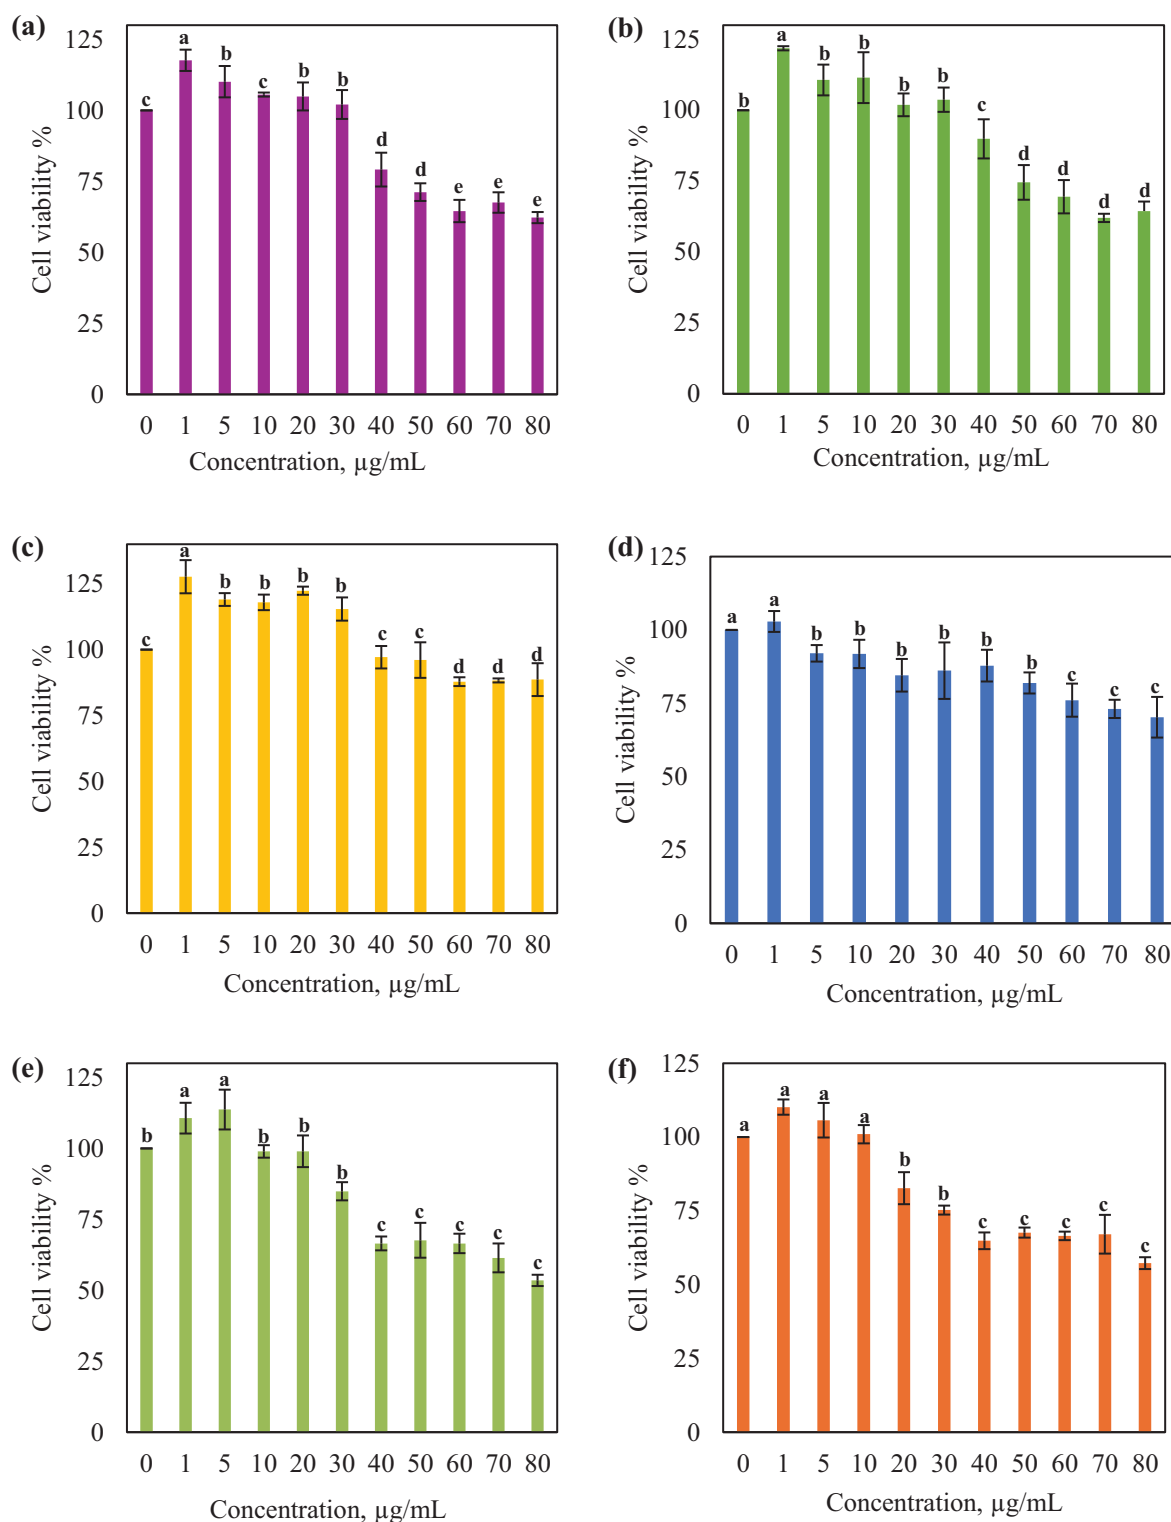 (a)
125
100
75
50
25
0
Cell viability %
c a b c b b d d e e e
0 1 5 10 20 30 40 50 60 70 80
Concentration, µg/mL
(b)
125
100
75
50
25
0
Cell viability %
b a b b b b c d d d d
0 1 5 10 20 30 40 50 60 70 80
Concentration, µg/mL
(c)
125
100
75
50
25
0
Cell viability %
c a b b b b c c d d d
0 1 5 10 20 30 40 50 60 70 80
Concentration, µg/mL
(d)
125
100
75
50
25
0
Cell viability %
a a b b b b b b c c c
0 1 5 10 20 30 40 50 60 70 80
Concentration, µg/mL
(e)
125
100
75
50
25
0
Cell viability %
b a a b b b c c c c c
0 1 5 10 20 30 40 50 60 70 80
Concentration, µg/mL
(f)
125
100
75
50
25
0
Cell viability %
a a a a b b c c c c c
0 1 5 10 20 30 40 50 60 70 80
Concentration, µg/mL